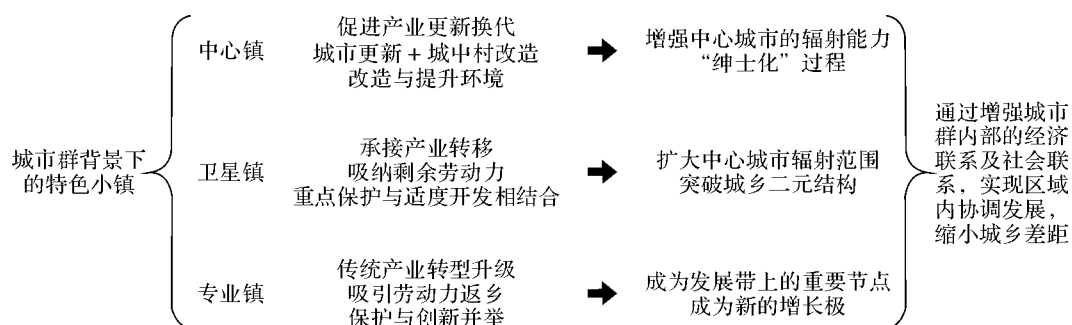 城市群背景下
的特色小镇
中心镇
促进产业更新换代
城市更新+城中村改造
改造与提升环境
增强中心城市的辐射能力
“绅士化”过程
卫星镇
承接产业转移
吸纳剩余劳动力
重点保护与适度开发相结合
扩大中心城市辐射范围
突破城乡二元结构
专业镇
传统产业转型升级
吸引劳动力返乡
保护与创新并举
成为发展带上的重要节点
成为新的增长极
通过增强城市
群内部的经济
联系及社会联
系，实现区域
内协调发展，
缩小城乡差距